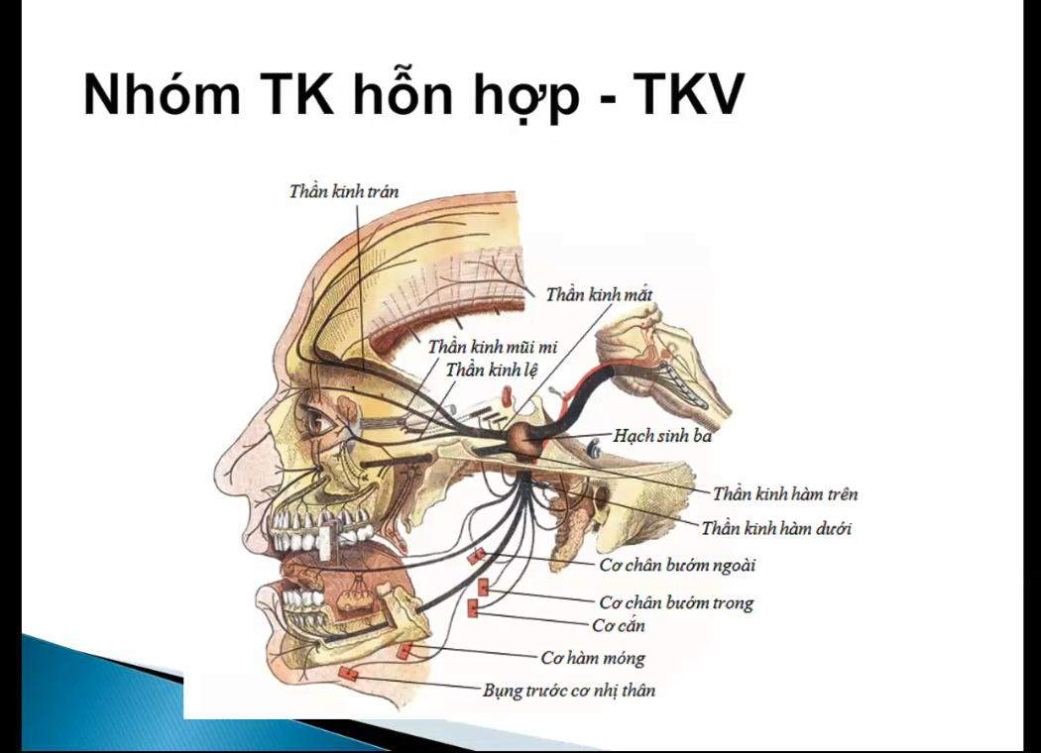 Nhóm TK hỗn hợp - TKV
Thần kinh trán
Thần kinh mắt
Thần kinh mũi mi
Thần kinh lệ
Hạch sinh ba
Thần kinh hàm trên
Thần kinh hàm dưới
Cơ chân bướm ngoài
Cơ chân bướm trong
Cơ cắn
Cơ hàm móng
Bụng trước cơ nhị thân